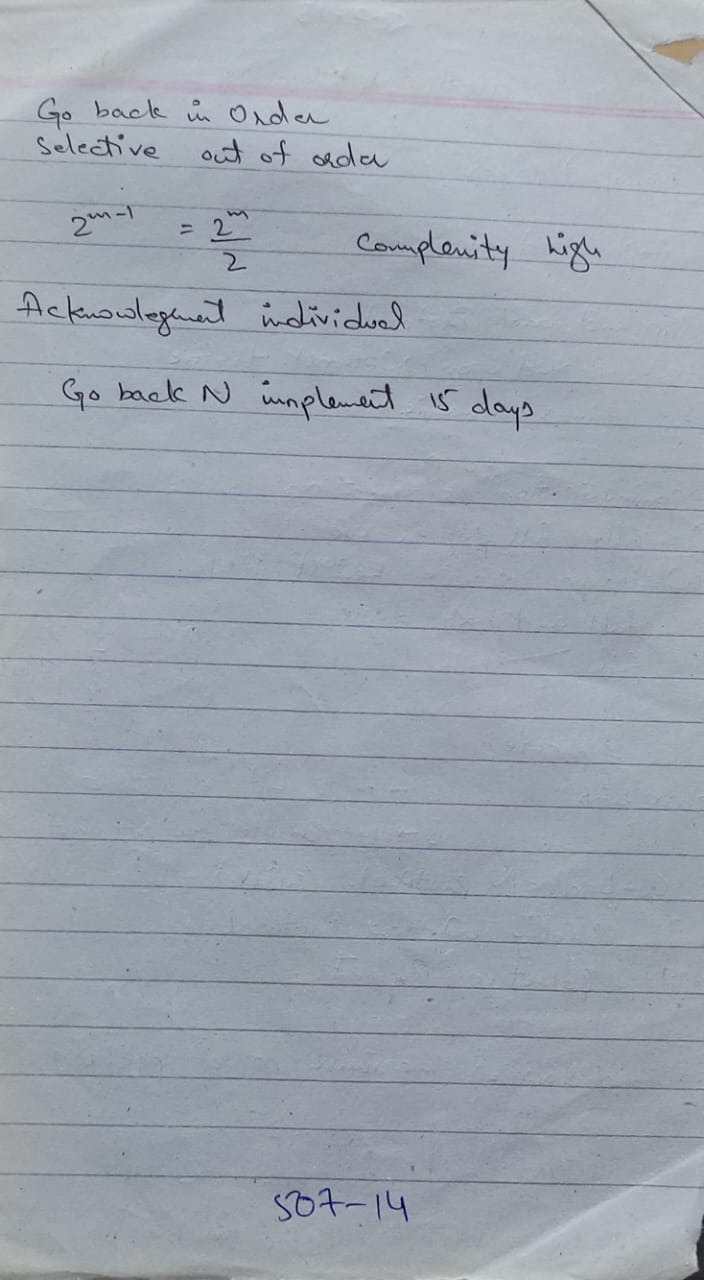 Go back in Order
Selective out of order
2^{m-1} = \frac{2^m}{2} Complexity high
Acknowlegment individual
Go back N implement 15 days
S07-14